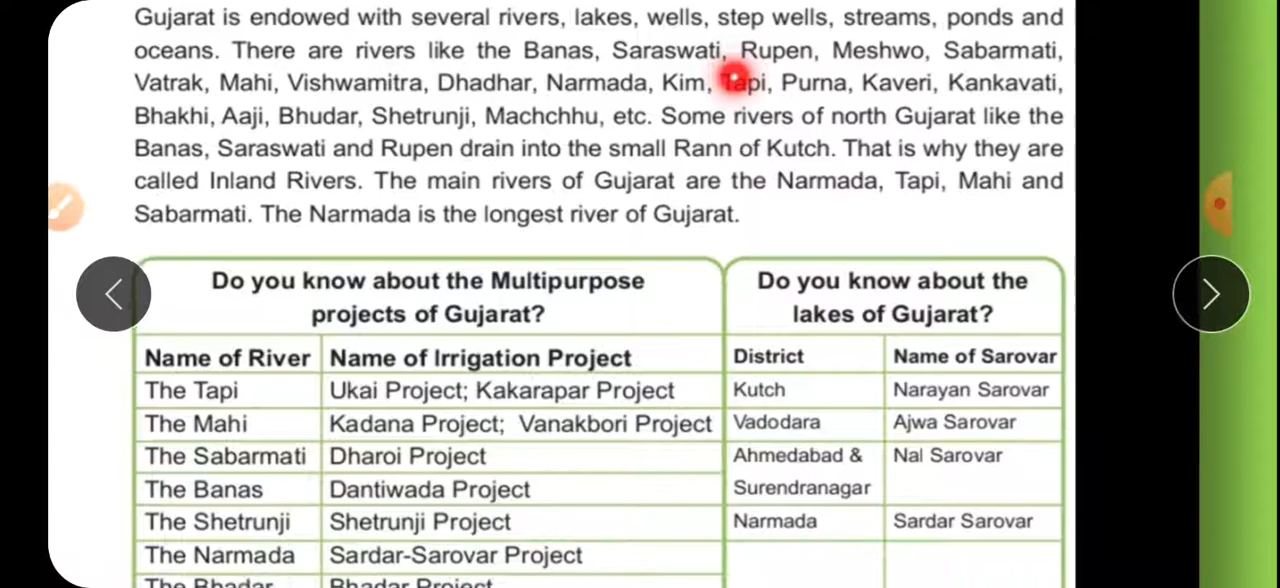 Gujarat is endowed with several rivers, lakes, wells, step wells, streams, ponds and
oceans. There are rivers like the Banas, Saraswati, Rupen, Meshwo, Sabarmati,
Vatrak, Mahi, Vishwamitra, Dhadhar, Narmada, Kim, Tapi, Purna, Kaveri, Kankavati,
Bhakhi, Aaji, Bhudar, Shetrunji, Machchhu, etc. Some rivers of north Gujarat like the
Banas, Saraswati and Rupen drain into the small Rann of Kutch. That is why they are
called Inland Rivers. The main rivers of Gujarat are the Narmada, Tapi, Mahi and
Sabarmati. The Narmada is the longest river of Gujarat.
Do you know about the Multipurpose
projects of Gujarat?
Name of River Name of Irrigation Project
The Tapi Ukai Project; Kakarapar Project
The Mahi Kadana Project; Vanakbori Project
The Sabarmati Dharoi Project
The Banas Dantiwada Project
The Shetrunji Shetrunji Project
The Narmada Sardar-Sarovar Project
The Bhadar Bhadar Project
Do you know about the
lakes of Gujarat?
District Name of Sarovar
Kutch Narayan Sarovar
Vadodara Ajwa Sarovar
Ahmedabad & Nal Sarovar
Surendranagar
Narmada Sardar Sarovar